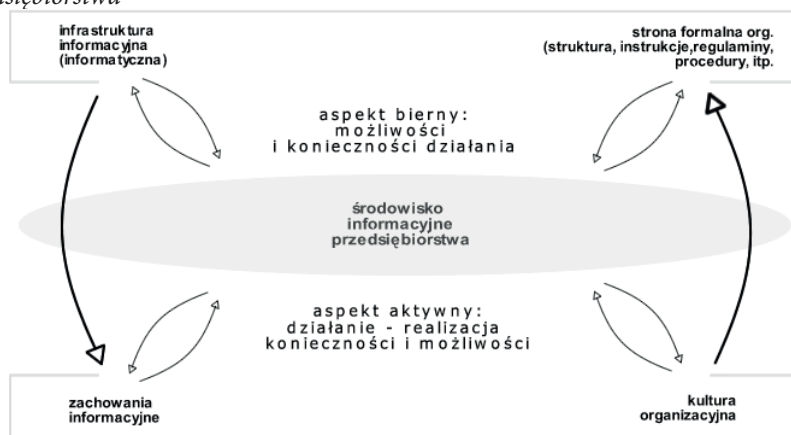 infrastruktura
informacyjna
(informatyczna)
strona formalna org.
(struktura, instrukcje,regulaminy,
procedury, itp.
aspekt bierny:
możliwości
i konieczności działania
środowisko
informacyjne
przedsiębiorstwa
aspekt aktywny:
działanie - realizacja
konieczności i możliwości
zachowania
informacyjne
kultura
organizacyjna